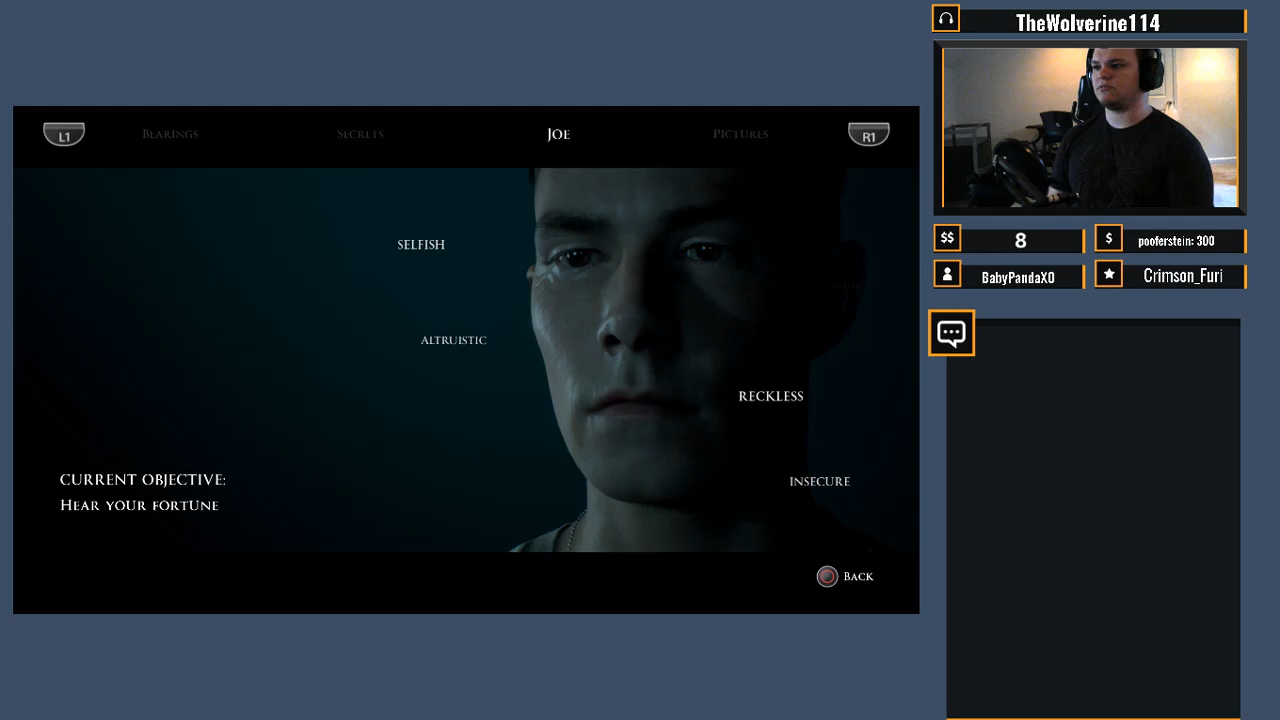 TheWolverine114
L1
Bearings
Secrets
Joe
Pictures
R1
SELFISH
ALTRUISTIC
RECKLESS
INSECURE
CURRENT OBJECTIVE:
Hear your fortune
Back
$$
8
$
pooferstein: 300
BabyPandaXO
Crimson_Furi